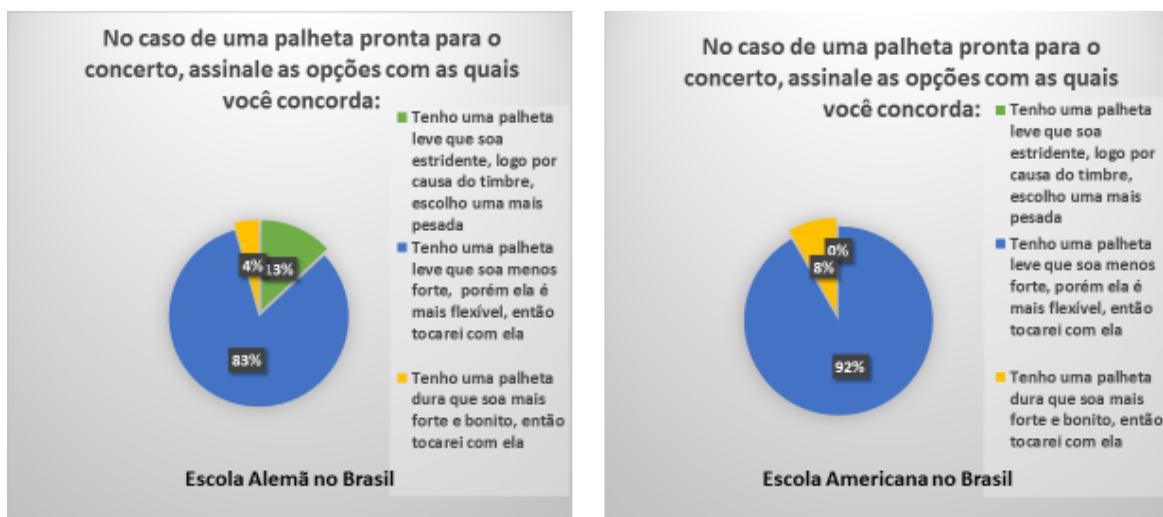 No caso de uma palheta pronta para o
concerto, assinale as opções com as quais
você concorda:
Tenho uma palheta
leve que soa
estridente, logo por
causa do timbre,
escolho uma mais
pesada
Tenho uma palheta
leve que soa menos
forte, porém ela é
mais flexível, então
tocarei com ela
Tenho uma palheta
dura que soa mais
forte e bonito, então
tocarei com ela
4%
13%
83%
Escola Alemã no Brasil
No caso de uma palheta pronta para o
concerto, assinale as opções com as quais
você concorda:
Tenho uma palheta
leve que soa
estridente, logo por
causa do timbre,
escolho uma mais
pesada
Tenho uma palheta
leve que soa menos
forte, porém ela é
mais flexível, então
tocarei com ela
Tenho uma palheta
dura que soa mais
forte e bonito, então
tocarei com ela
0%
8%
92%
Escola Americana no Brasil